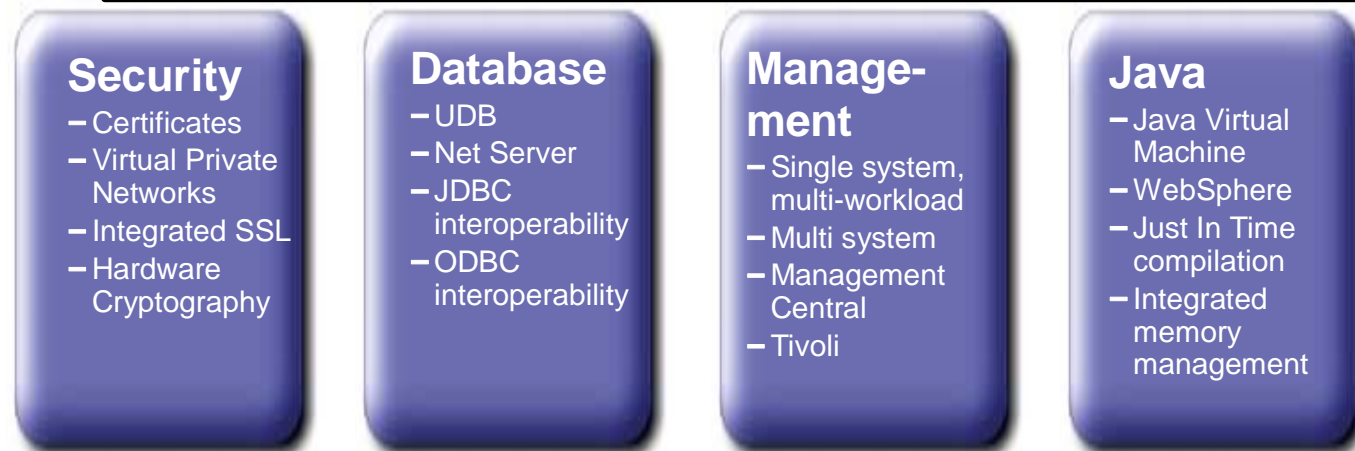 Security
– Certificates
– Virtual Private
Networks
– Integrated SSL
– Hardware
Cryptography
Database
– UDB
– Net Server
– JDBC
interoperability
– ODBC
interoperability
Manage-
ment
– Single system,
multi-workload
– Multi system
– Management
Central
– Tivoli
Java
– Java Virtual
Machine
– WebSphere
– Just In Time
compilation
– Integrated
memory
management